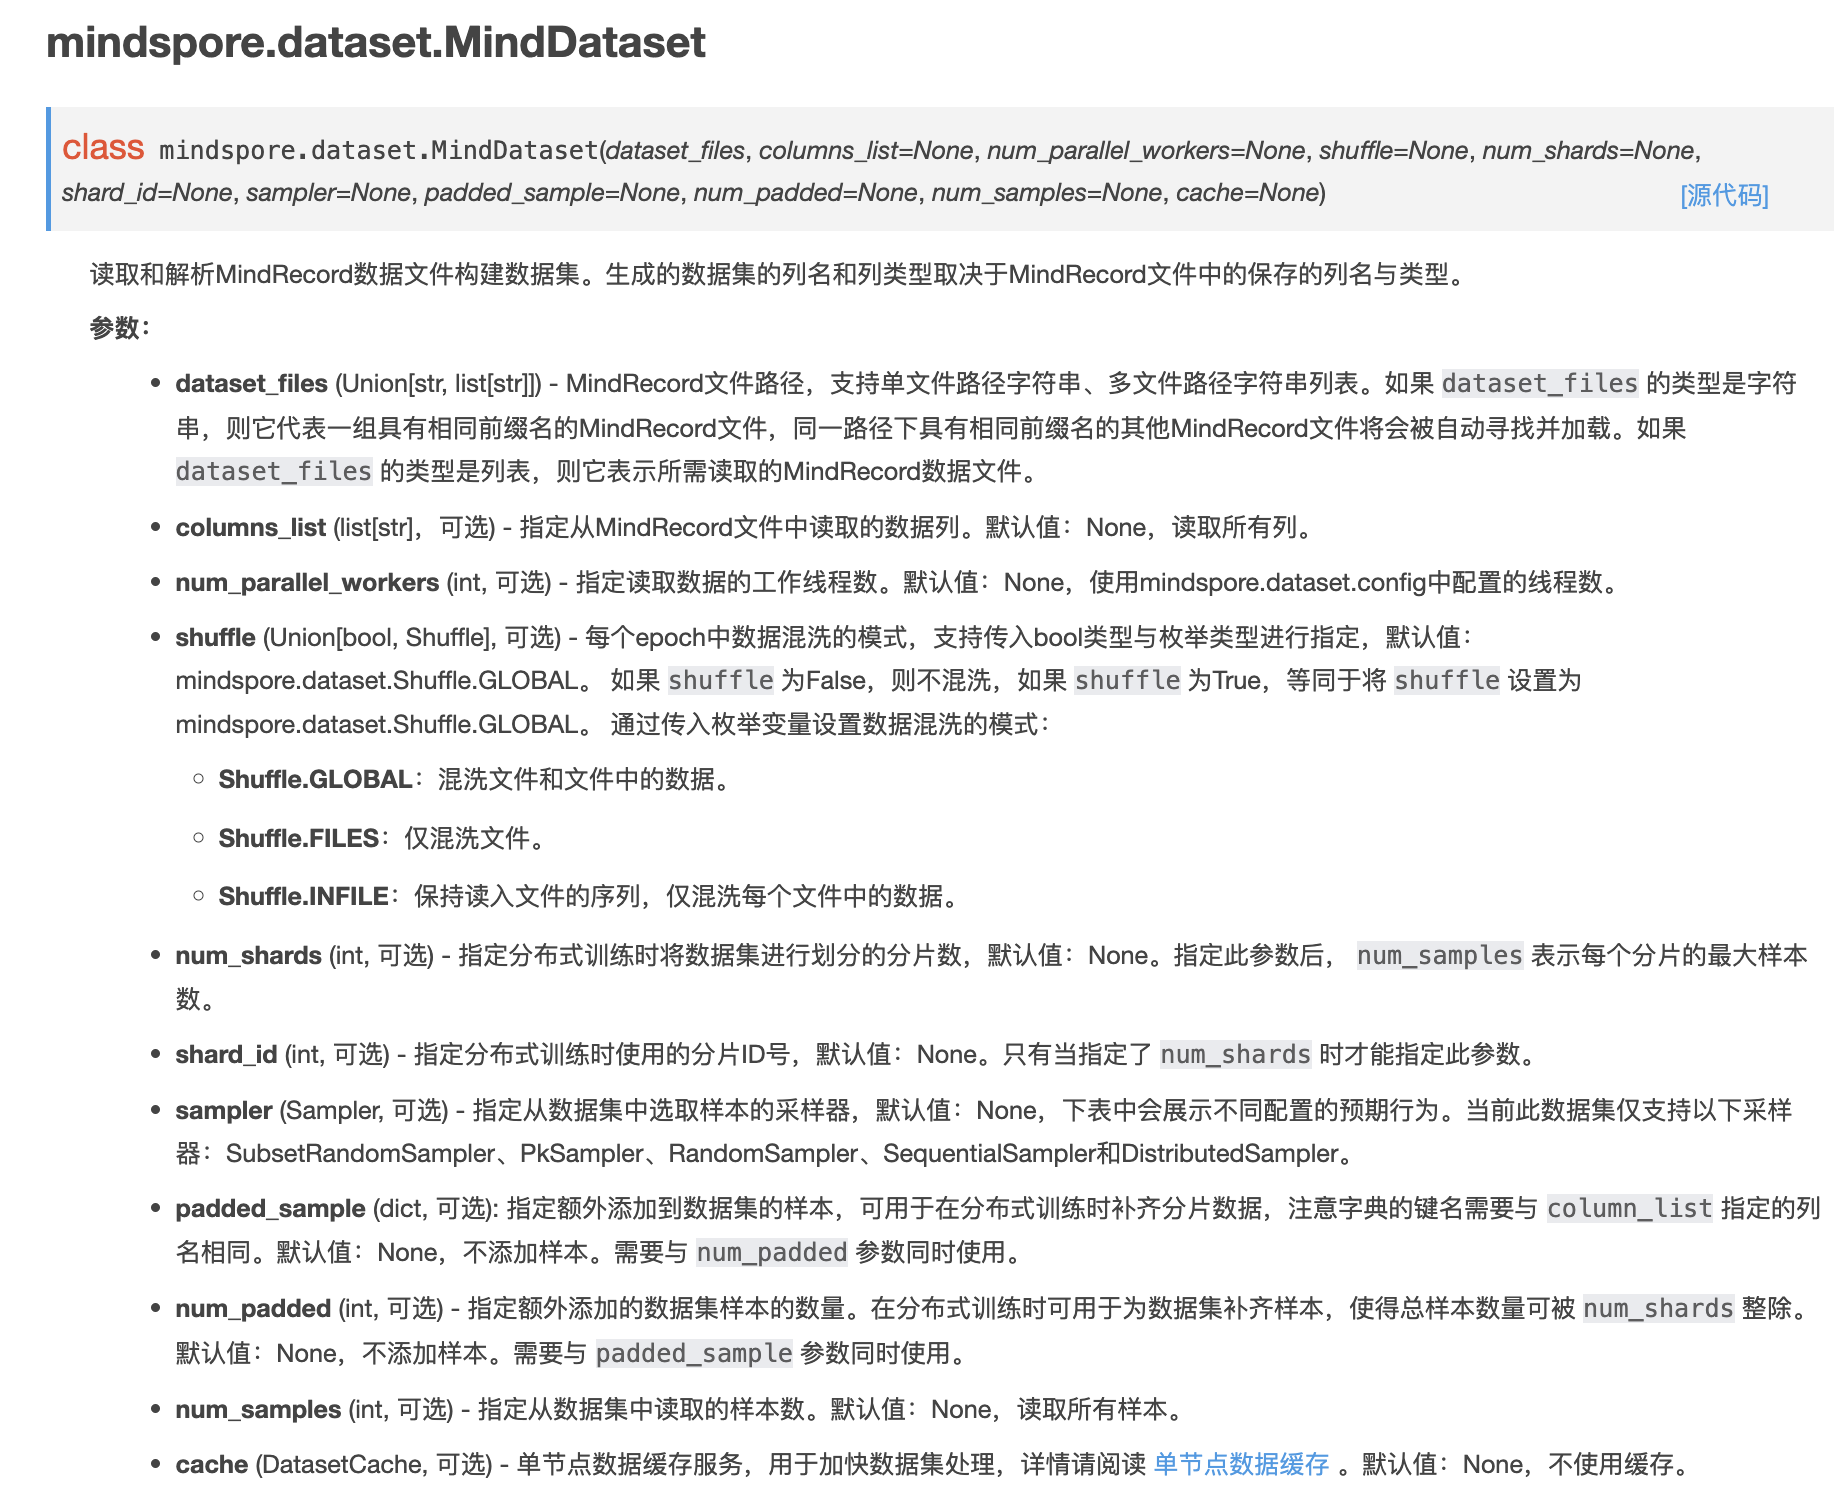 mindspore.dataset.MindDataset
class mindspore.dataset.MindDataset(dataset_files, columns_list=None, num_parallel_workers=None, shuffle=None, num_shards=None,
shard_id=None, sampler=None, padded_sample=None, num_padded=None, num_samples=None, cache=None) [源代码]
读取和解析MindRecord数据文件构建数据集。生成的数据集的列名和列类型取决于MindRecord文件中的保存的列名与类型。
参数：
• dataset_files (Union[str, list[str]]) - MindRecord文件路径，支持单文件路径字符串、多文件路径字符串列表。如果 dataset_files 的类型是字符
串，则它代表一组具有相同前缀名的MindRecord文件，同一路径下具有相同前缀名的其他MindRecord文件将会被自动寻找并加载。如果
dataset_files 的类型是列表，则它表示所需读取的MindRecord数据文件。
• columns_list (list[str]，可选) - 指定从MindRecord文件中读取的数据列。默认值：None，读取所有列。
• num_parallel_workers (int, 可选) - 指定读取数据的工作线程数。默认值：None，使用mindspore.dataset.config中配置的线程数。
• shuffle (Union[bool, Shuffle], 可选) - 每个epoch中数据混洗的模式，支持传入bool类型与枚举类型进行指定，默认值：
mindspore.dataset.Shuffle.GLOBAL。 如果 shuffle 为False，则不混洗，如果 shuffle 为True，等同于将 shuffle 设置为
mindspore.dataset.Shuffle.GLOBAL。 通过传入枚举变量设置数据混洗的模式：
◦ Shuffle.GLOBAL：混洗文件和文件中的数据。
◦ Shuffle.FILES：仅混洗文件。
◦ Shuffle.INFILE：保持读入文件的序列，仅混洗每个文件中的数据。
• num_shards (int, 可选) - 指定分布式训练时将数据集进行划分的分片数，默认值：None。指定此参数后， num_samples 表示每个分片的最大样本
数。
• shard_id (int, 可选) - 指定分布式训练时使用的分片ID号，默认值：None。只有当指定了 num_shards 时才能指定此参数。
• sampler (Sampler, 可选) - 指定从数据集中选取样本的采样器，默认值：None，下表中会展示不同配置的预期行为。当前此数据集仅支持以下采样
器：SubsetRandomSampler、PkSampler、RandomSampler、SequentialSampler和DistributedSampler。
• padded_sample (dict, 可选): 指定额外添加到数据集的样本，可用于在分布式训练时补齐分片数据，注意字典的键名需要与 column_list 指定的列
名相同。默认值：None，不添加样本。需要与 num_padded 参数同时使用。
• num_padded (int, 可选) - 指定额外添加的数据集样本的数量。在分布式训练时可用于为数据集补齐样本，使得总样本数量可被 num_shards 整除。
默认值：None，不添加样本。需要与 padded_sample 参数同时使用。
• num_samples (int, 可选) - 指定从数据集中读取的样本数。默认值：None，读取所有样本。
• cache (DatasetCache, 可选) - 单节点数据缓存服务，用于加快数据集处理，详情请阅读 单节点数据缓存 。默认值：None，不使用缓存。